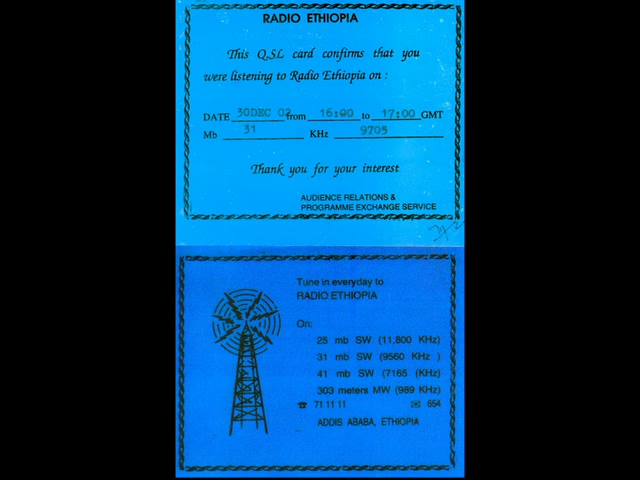 RADIO ETHIOPIA
This QSL card confirms that you
were listening to Radio Ethiopia on :
DATE 30DEC 02 from 16:00 to 17:00 GMT
Mb 31 KHz 9705
Thank you for your interest
AUDIENCE RELATIONS &
PROGRAMME EXCHANGE SERVICE
Tune in everyday to
RADIO ETHIOPIA
On:
25 mb SW (11,800 KHz)
31 mb SW (9560 KHz )
41 mb SW (7165 (KHz)
303 meters MW (989 KHz)
☎ 71 11 11 ✉ 654
ADDIS ABABA, ETHIOPIA